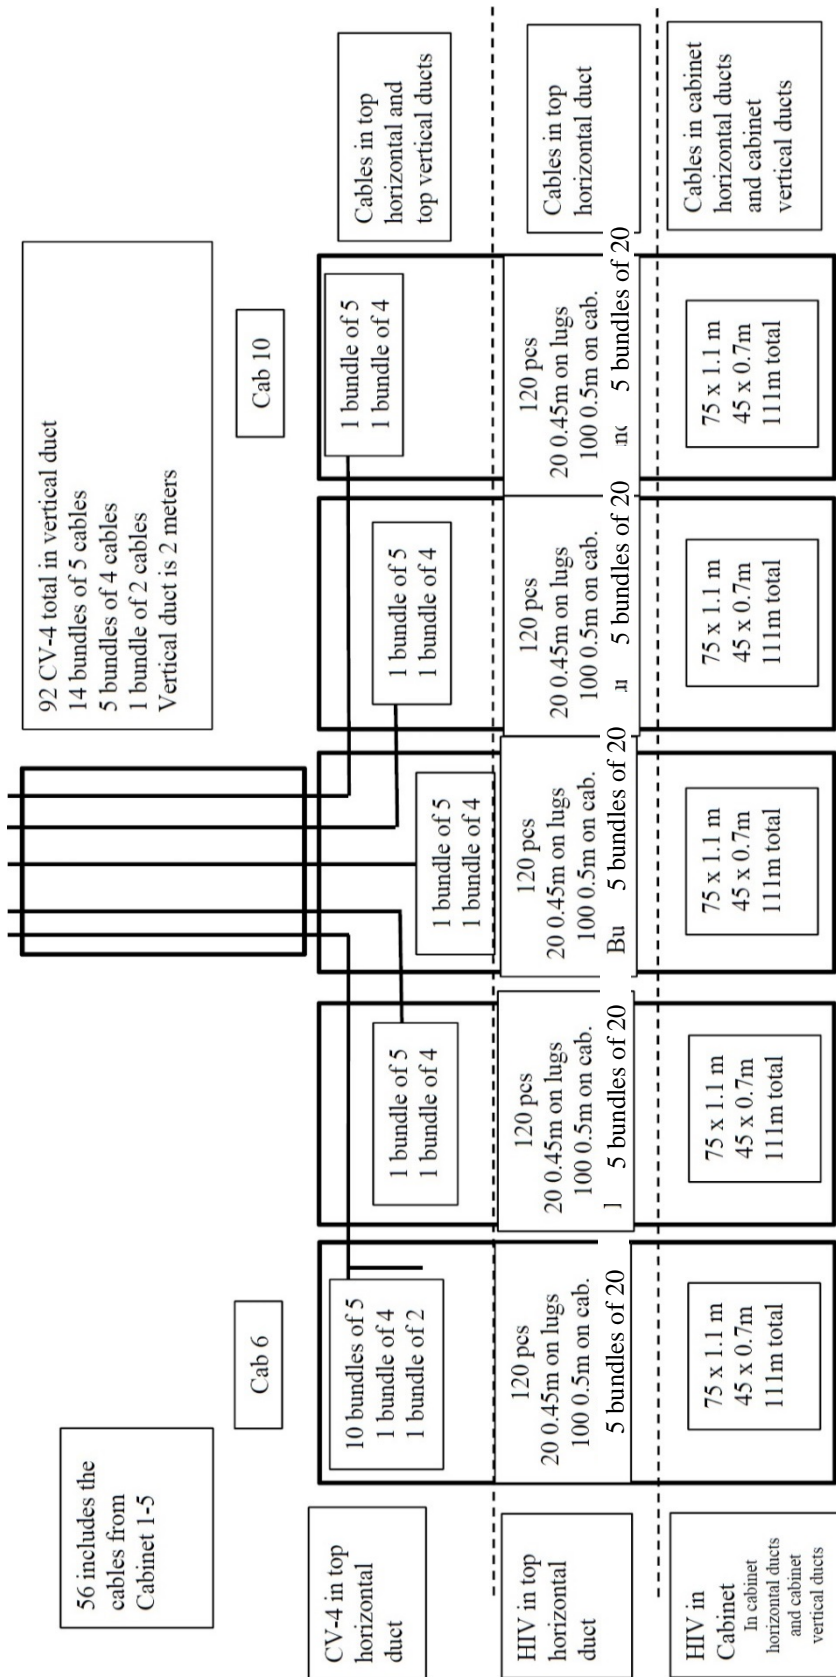 56 includes the
cables from
Cabinet 1-5
92 CV-4 total in vertical duct
14 bundles of 5 cables
5 bundles of 4 cables
1 bundle of 2 cables
Vertical duct is 2 meters
Cab 6
Cab 10
CV-4 in top
horizontal
duct
10 bundles of 5
1 bundle of 4
1 bundle of 2
1 bundle of 5
1 bundle of 4
1 bundle of 5
1 bundle of 4
1 bundle of 5
1 bundle of 4
1 bundle of 5
1 bundle of 4
Cables in top
horizontal and
top vertical ducts
HIV in top
horizontal
duct
120 pcs
20 0.45m on lugs
100 0.5m on cab.
5 bundles of 20
120 pcs
20 0.45m on lugs
100 0.5m on cab.
5 bundles of 20
120 pcs
20 0.45m on lugs
100 0.5m on cab.
Bu 5 bundles of 20
120 pcs
20 0.45m on lugs
100 0.5m on cab.
5 bundles of 20
120 pcs
20 0.45m on lugs
100 0.5m on cab.
5 bundles of 20
Cables in top
horizontal duct
HIV in
Cabinet
In cabinet
horizontal ducts
and cabinet
vertical ducts
75 x 1.1 m
45 x 0.7m
111m total
75 x 1.1 m
45 x 0.7m
111m total
75 x 1.1 m
45 x 0.7m
111m total
75 x 1.1 m
45 x 0.7m
111m total
75 x 1.1 m
45 x 0.7m
111m total
Cables in cabinet
horizontal ducts
and cabinet
vertical ducts